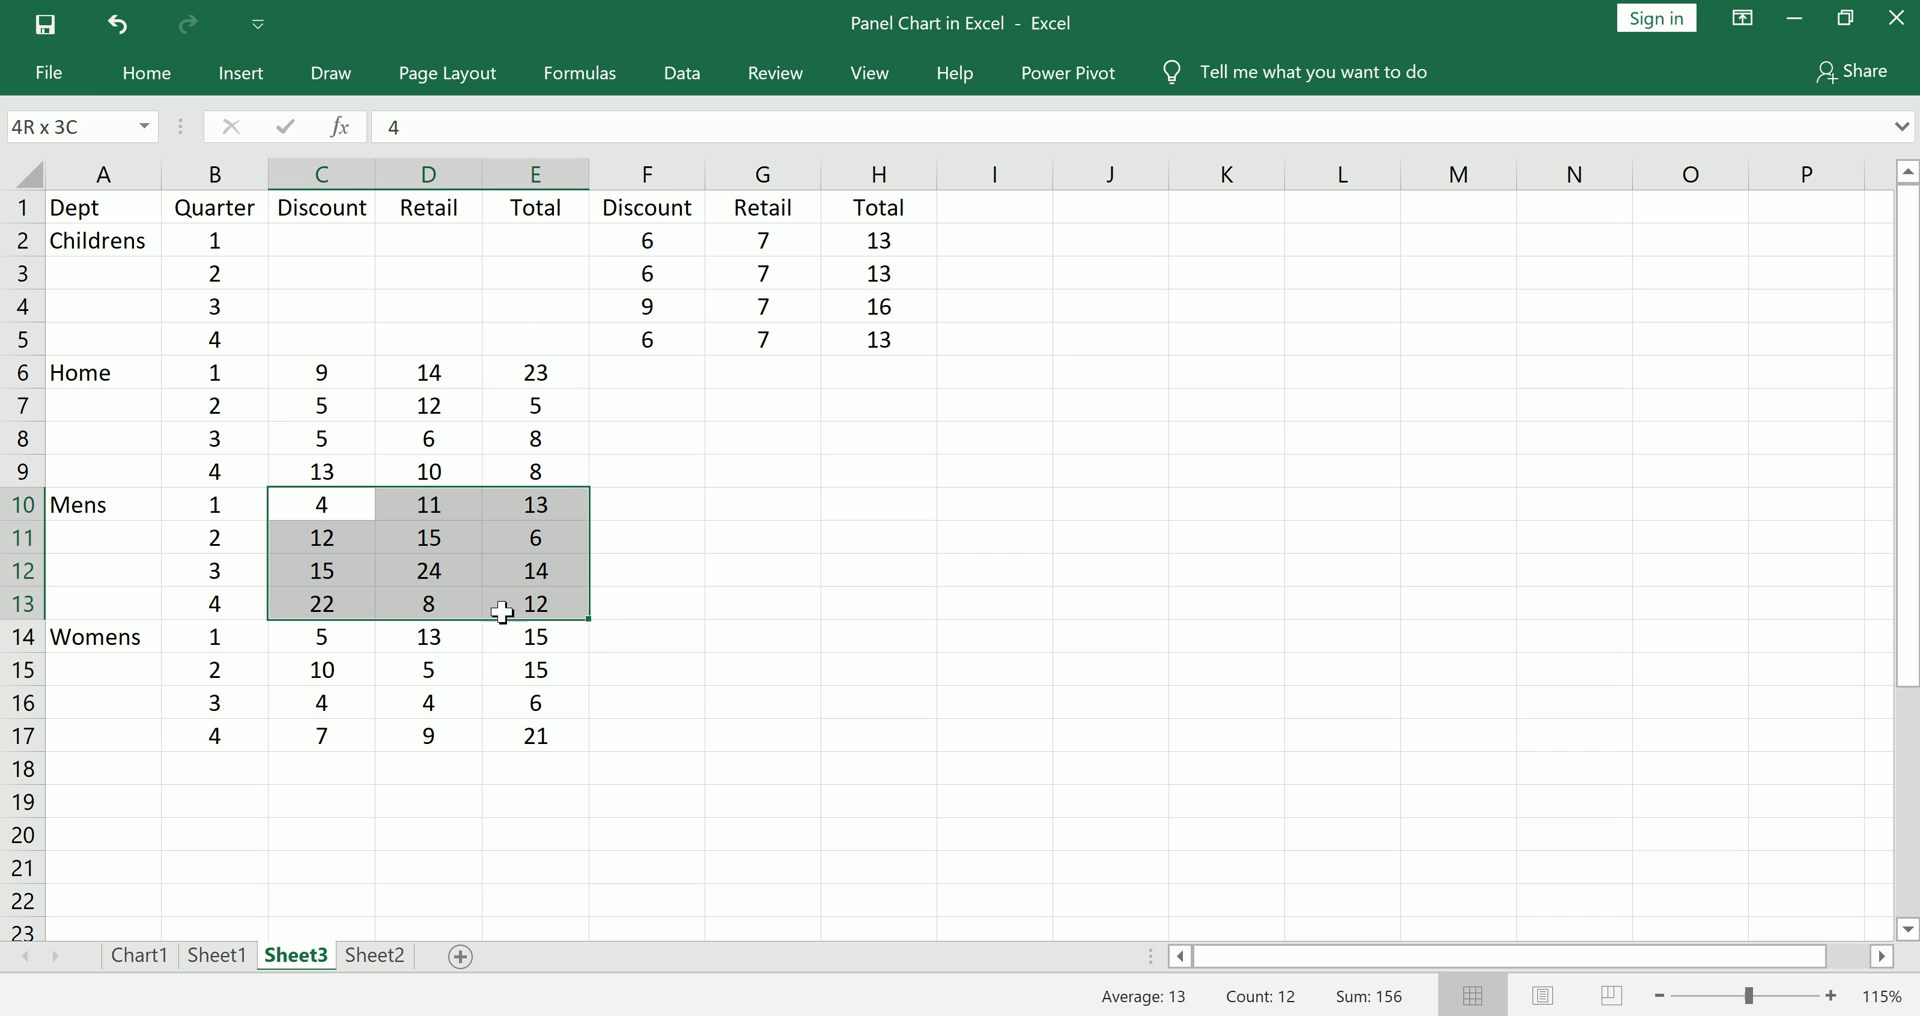 Panel Chart in Excel - Excel
Sign in
File Home Insert Draw Page Layout Formulas Data Review View Help Power Pivot Tell me what you want to do Share
4R x 3C fx 4
A B C D E F G H I J K L M N O P
1 Dept Quarter Discount Retail Total Discount Retail Total
2 Childrens 1 6 7 13
3 2 6 7 13
4 3 9 7 16
5 4 6 7 13
6 Home 1 9 14 23
7 2 5 12 5
8 3 5 6 8
9 4 13 10 8
10 Mens 1 4 11 13
11 2 12 15 6
12 3 15 24 14
13 4 22 8 12
14 Womens 1 5 13 15
15 2 10 5 15
16 3 4 4 6
17 4 7 9 21
18
19
20
21
22
23
Chart1 Sheet1 Sheet3 Sheet2
Average: 13 Count: 12 Sum: 156 115%